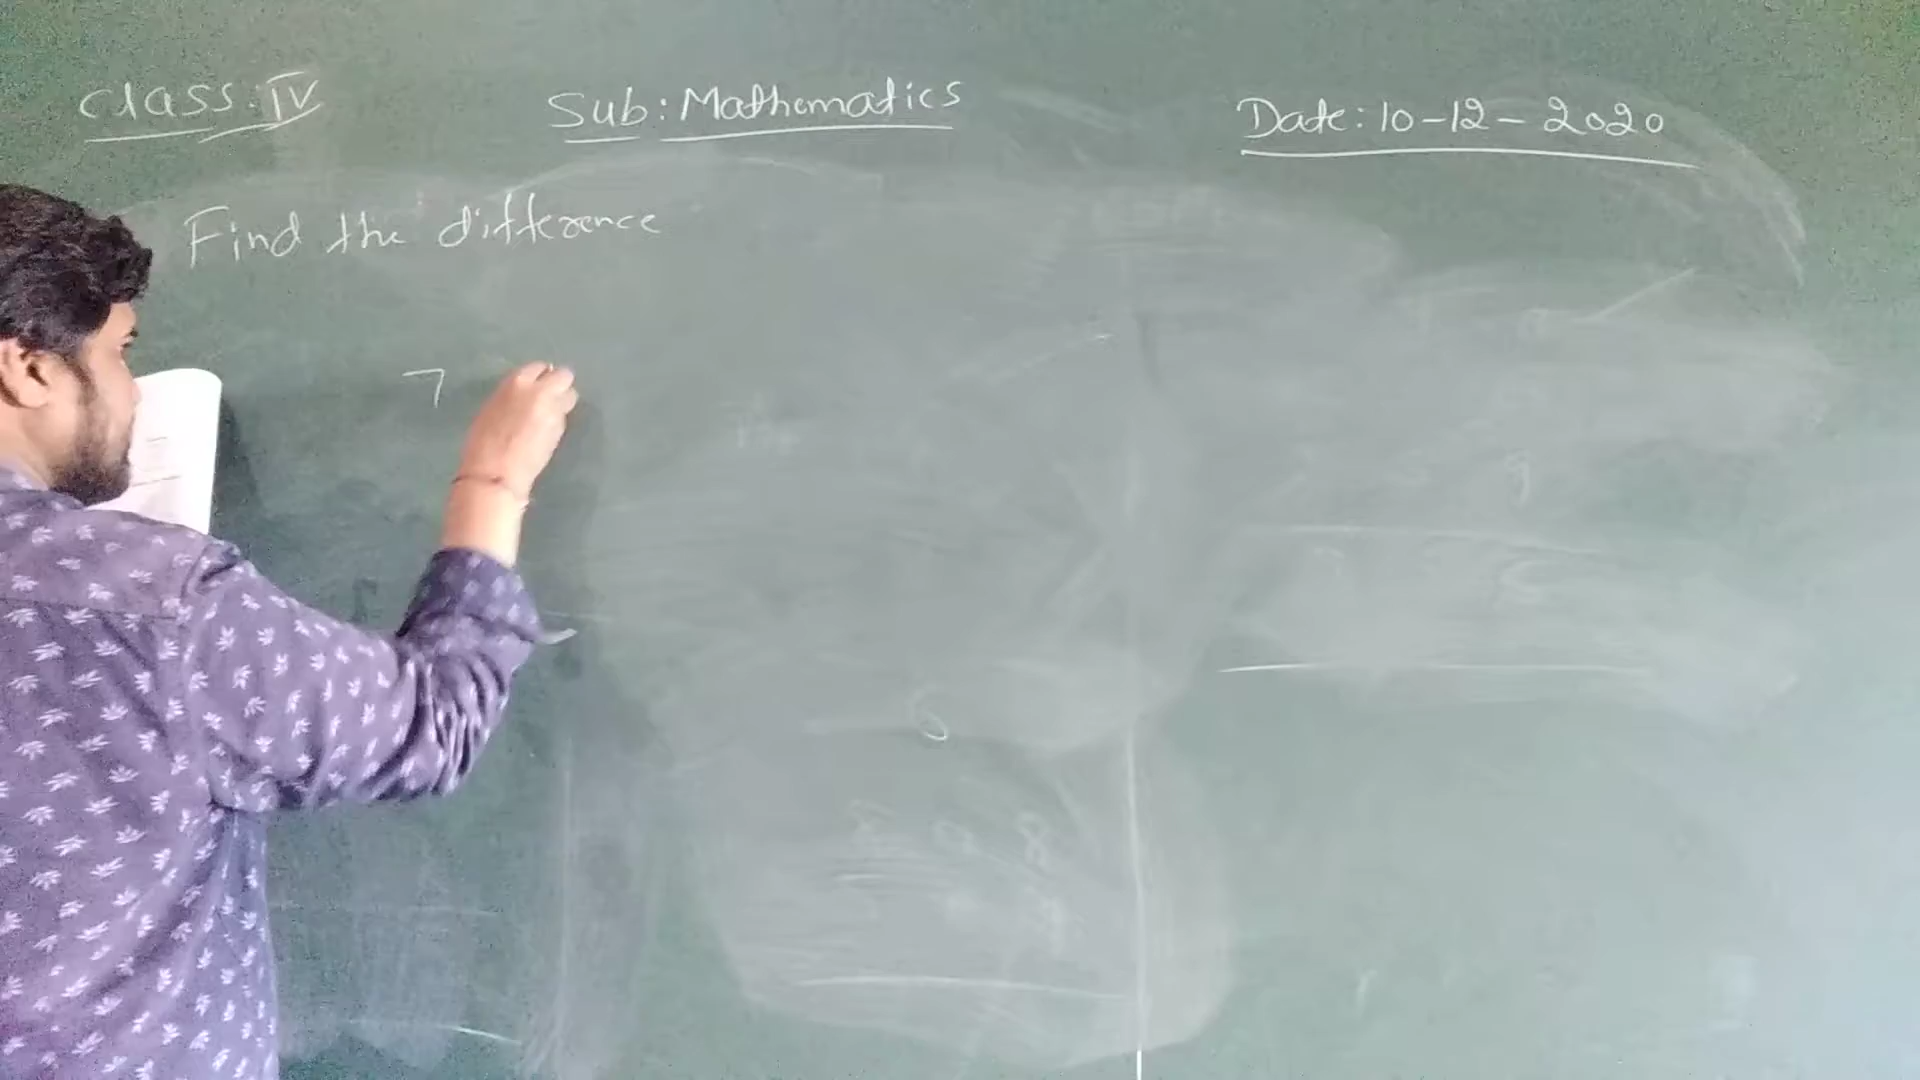 Class: IV Sub: Mathematics Date: 10-12-2020
Find the difference
7